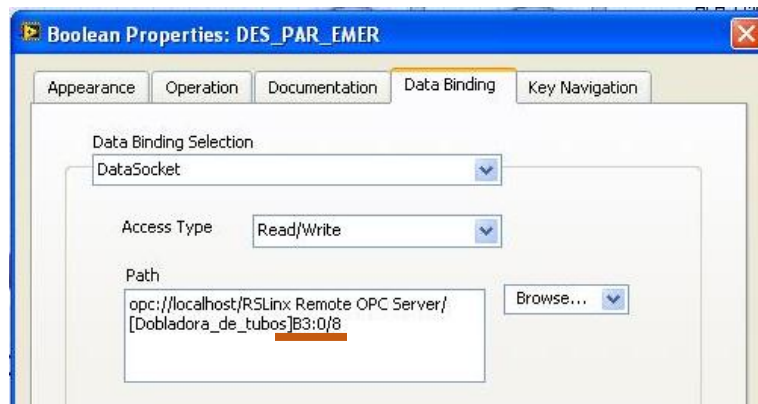 Boolean Properties: DES_PAR_EMER
Appearance Operation Documentation Data Binding Key Navigation
Data Binding Selection
DataSocket
Access Type Read/Write
Path
opc://localhost/RSLinx Remote OPC Server/
[Dobladora_de_tubos]B3:0/8
Browse...